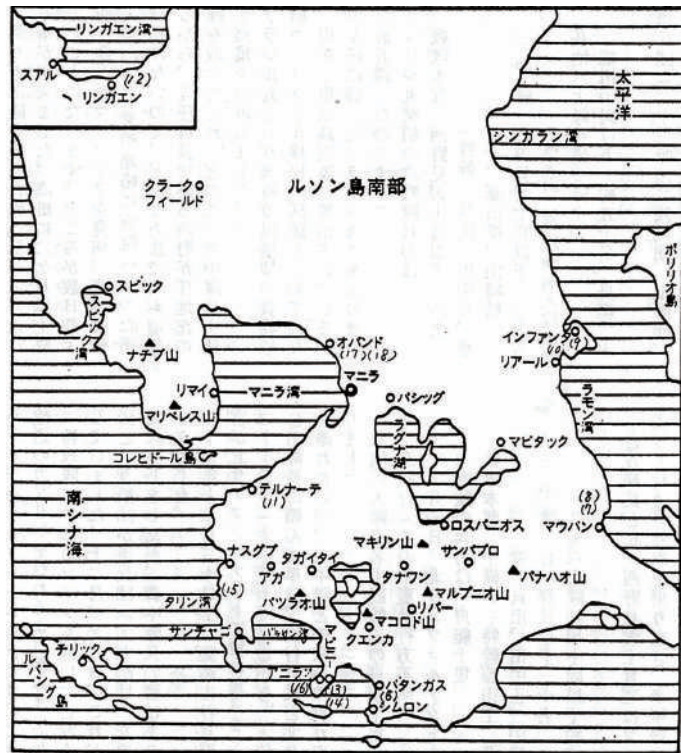 リンガエン湾
スアル
(12)
リンガエン
太平洋
ジンガラン湾
クラーク
フィールド
ルソン島南部
ポリリオ島
スビック
スビック湾
ナチブ山
オバンド
(17)(18)
インファンタ
(9)
(10)
リアール
マニラ
リマイ
マニラ湾
マリベレス山
パシッグ
ラモン湾
ラグナ湖
マビタック
コレヒドール島
南シナ海
テルナーテ
(11)
(8)
(7)
ロスバニオス
マウバン
マキリン山
ナスグブ
タガイタイ
サンパブロ
アガ
タナワン
バナハオ山
(15)
タリン湾
バツラオ山
マルプニオ山
リパー
マコロド山
サンチャゴ
クエンカ
チリック
ルバング島
マビニー
アニラオ
(16)
(13)
(14)
バタンガス
(6)
シムロン